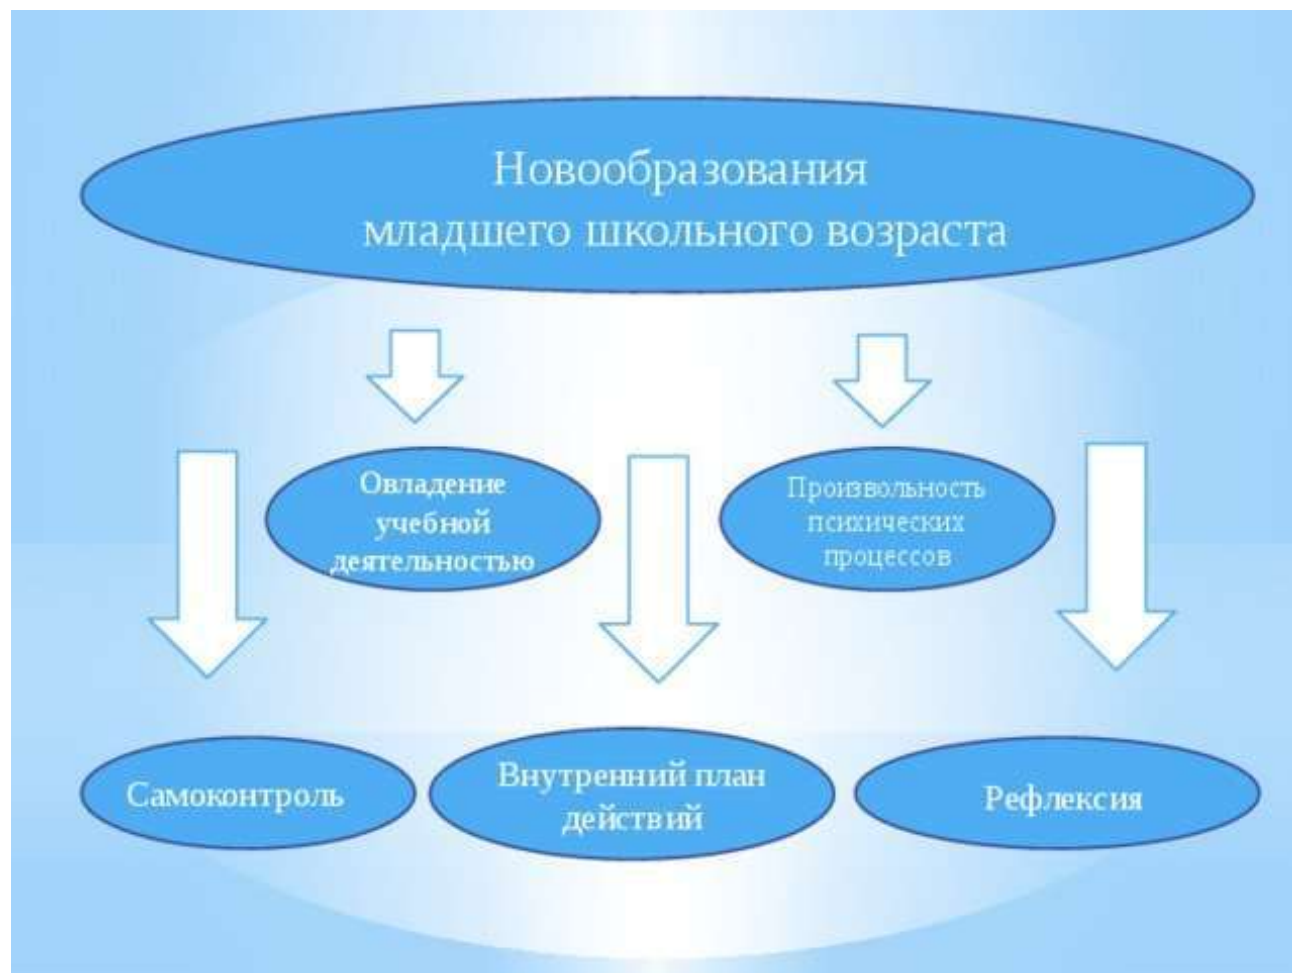 Новообразования
младшего школьного возраста
Овладение
учебной
деятельностью
Произвольность
психических
процессов
Самоконтроль
Внутренний план
действий
Рефлексия